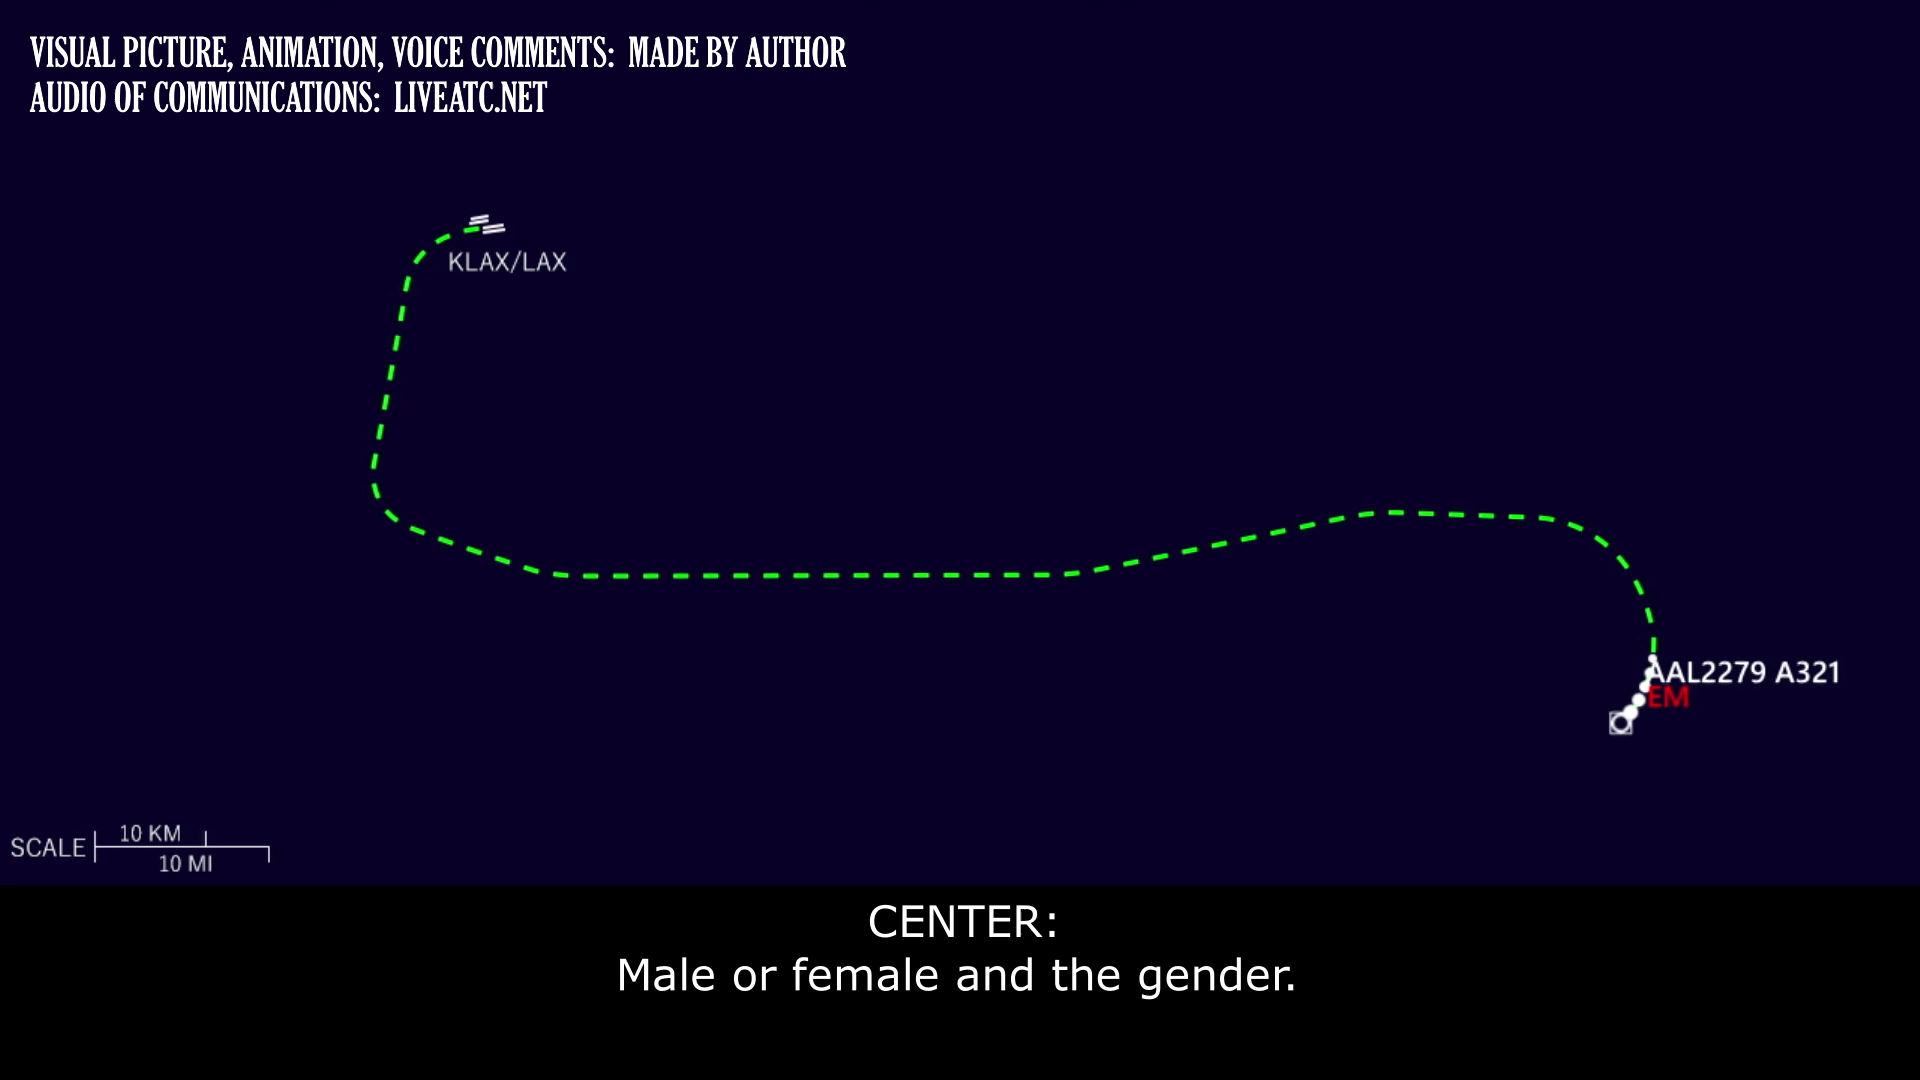 VISUAL PICTURE, ANIMATION, VOICE COMMENTS: MADE BY AUTHOR
AUDIO OF COMMUNICATIONS: LIVEATC.NET
KLAX/LAX
AAL2279 A321
EM
10 KM
SCALE
10 MI
CENTER:
Male or female and the gender.